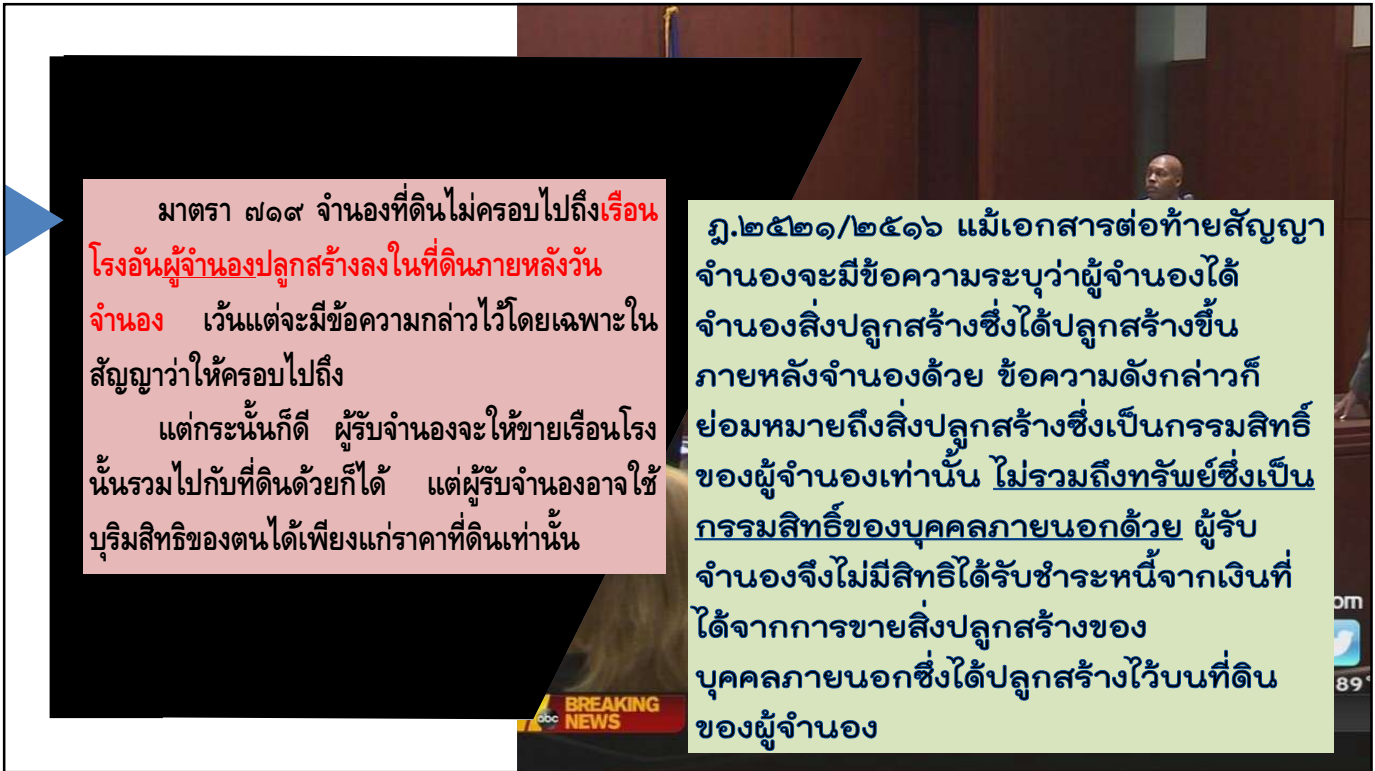 มาตรา ๗๑๙ จำนองที่ดินไม่ครอบไปถึงเรือน
โรงอันผู้จำนองปลูกสร้างลงในที่ดินภายหลังวัน
จำนอง เว้นแต่จะมีข้อความกล่าวไว้โดยเฉพาะใน
สัญญาว่าให้ครอบไปถึง
แต่กระนั้นก็ดี ผู้รับจำนองจะให้ขายเรือนโรง
นั้นรวมไปกับที่ดินด้วยก็ได้ แต่ผู้รับจำนองอาจใช้
บุริมสิทธิของตนได้เพียงแก่ราคาที่ดินเท่านั้น
ฎ.๒๕๒๑/๒๕๑๖ แม้เอกสารต่อท้ายสัญญา
จำนองจะมีข้อความระบุว่าผู้จำนองได้
จำนองสิ่งปลูกสร้างซึ่งได้ปลูกสร้างขึ้น
ภายหลังจำนองด้วย ข้อความดังกล่าวก็
ย่อมหมายถึงสิ่งปลูกสร้างซึ่งเป็นกรรมสิทธิ์
ของผู้จำนองเท่านั้น ไม่รวมถึงทรัพย์ซึ่งเป็น
กรรมสิทธิ์ของบุคคลภายนอกด้วย ผู้รับ
จำนองจึงไม่มีสิทธิได้รับชำระหนี้จากเงินที่
ได้จากการขายสิ่งปลูกสร้างของ
บุคคลภายนอกซึ่งได้ปลูกสร้างไว้บนที่ดิน
ของผู้จำนอง
abc BREAKING
NEWS
om
89°